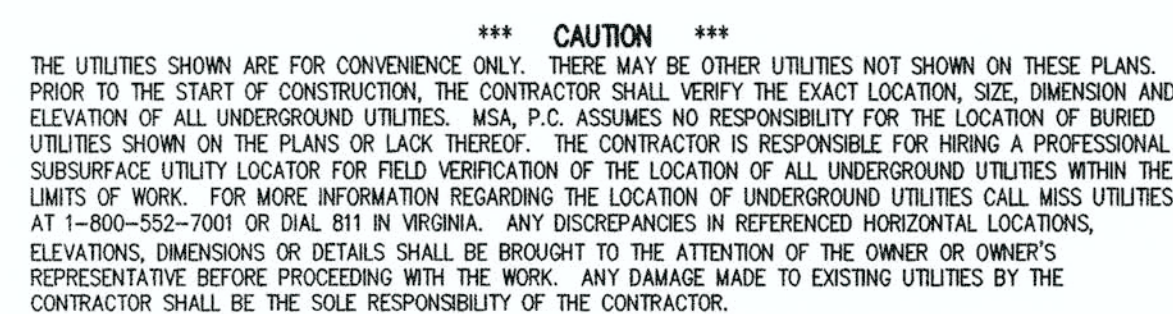 *** CAUTION ***
THE UTILITIES SHOWN ARE FOR CONVENIENCE ONLY. THERE MAY BE OTHER UTILITIES NOT SHOWN ON THESE PLANS.
PRIOR TO THE START OF CONSTRUCTION, THE CONTRACTOR SHALL VERIFY THE EXACT LOCATION, SIZE, DIMENSION AND
ELEVATION OF ALL UNDERGROUND UTILITIES. MSA, P.C. ASSUMES NO RESPONSIBILITY FOR THE LOCATION OF BURIED
UTILITIES SHOWN ON THE PLANS OR LACK THEREOF. THE CONTRACTOR IS RESPONSIBLE FOR HIRING A PROFESSIONAL
SUBSURFACE UTILITY LOCATOR FOR FIELD VERIFICATION OF THE LOCATION OF ALL UNDERGROUND UTILITIES WITHIN THE
LIMITS OF WORK. FOR MORE INFORMATION REGARDING THE LOCATION OF UNDERGROUND UTILITIES CALL MISS UTILITIES
AT 1-800-552-7001 OR DIAL 811 IN VIRGINIA. ANY DISCREPANCIES IN REFERENCED HORIZONTAL LOCATIONS,
ELEVATIONS, DIMENSIONS OR DETAILS SHALL BE BROUGHT TO THE ATTENTION OF THE OWNER OR OWNER'S
REPRESENTATIVE BEFORE PROCEEDING WITH THE WORK. ANY DAMAGE MADE TO EXISTING UTILITIES BY THE
CONTRACTOR SHALL BE THE SOLE RESPONSIBILITY OF THE CONTRACTOR.